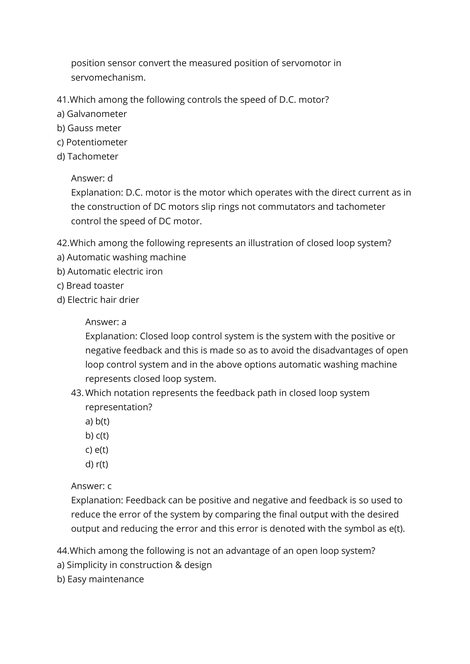 position sensor convert the measured position of servomotor in
servomechanism.
41.Which among the following controls the speed of D.C. motor?
a) Galvanometer
b) Gauss meter
c) Potentiometer
d) Tachometer
Answer: d
Explanation: D.C. motor is the motor which operates with the direct current as in
the construction of DC motors slip rings not commutators and tachometer
control the speed of DC motor.
42.Which among the following represents an illustration of closed loop system?
a) Automatic washing machine
b) Automatic electric iron
c) Bread toaster
d) Electric hair drier
Answer: a
Explanation: Closed loop control system is the system with the positive or
negative feedback and this is made so as to avoid the disadvantages of open
loop control system and in the above options automatic washing machine
represents closed loop system.
43. Which notation represents the feedback path in closed loop system
representation?
a) b(t)
b) c(t)
c) e(t)
d) r(t)
Answer: c
Explanation: Feedback can be positive and negative and feedback is so used to
reduce the error of the system by comparing the final output with the desired
output and reducing the error and this error is denoted with the symbol as e(t).
44.Which among the following is not an advantage of an open loop system?
a) Simplicity in construction & design
b) Easy maintenance